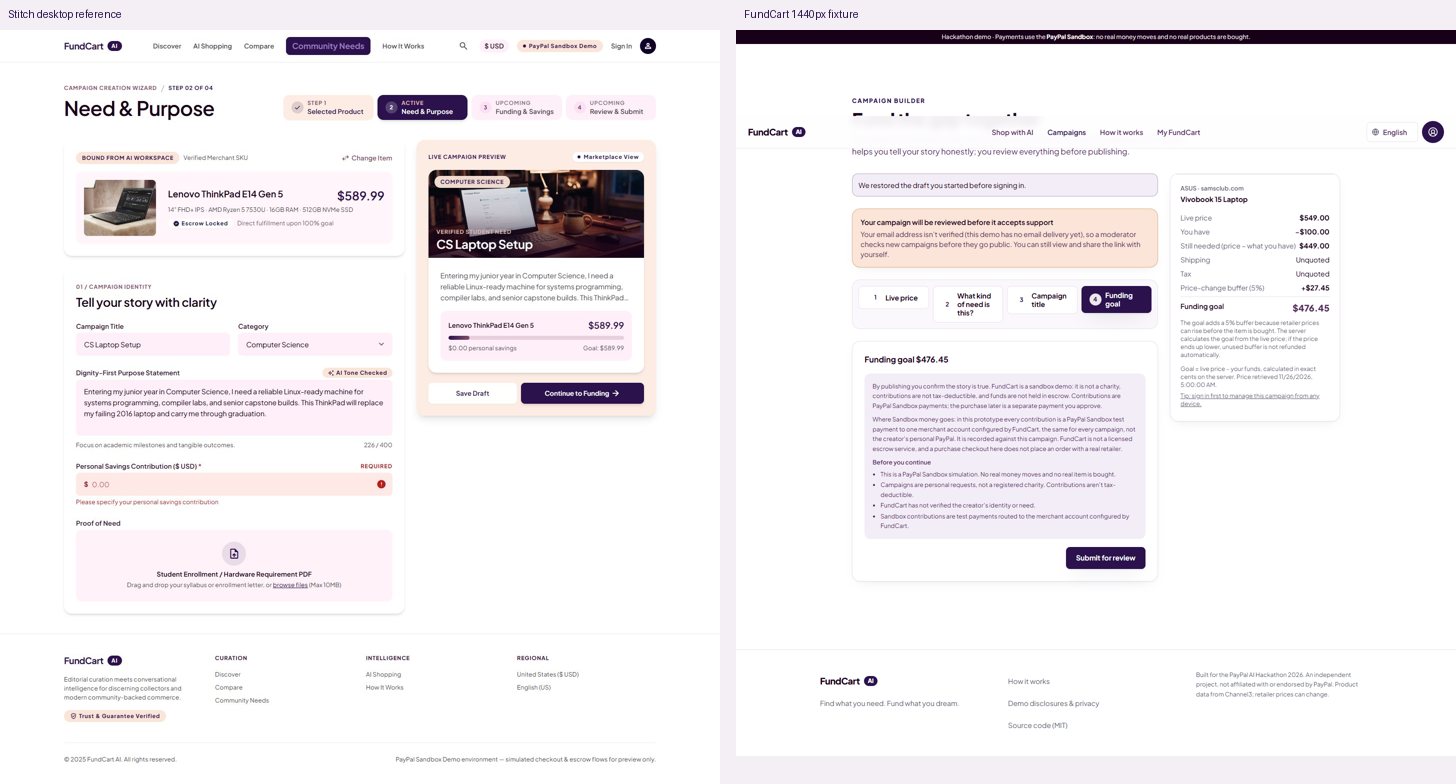 Stitch desktop reference
FundCart AI
Discover
AI Shopping
Compare
Community Needs
How It Works
$ USD
PayPal Sandbox Demo
Sign In
CAMPAIGN CREATION WIZARD / STEP 02 OF 04
Need & Purpose
STEP 1
Selected Product
2
ACTIVE
Need & Purpose
3
UPCOMING
Funding & Savings
4
UPCOMING
Review & Submit
BOUND FROM AI WORKSPACE
Verified Merchant SKU
Change Item
Lenovo ThinkPad E14 Gen 5
$589.99
14" FHD+ IPS · AMD Ryzen 5 7530U · 16GB RAM · 512GB NVMe SSD
Escrow Locked
Direct fulfillment upon 100% goal
01 / CAMPAIGN IDENTITY
Tell your story with clarity
Campaign Title
Category
CS Laptop Setup
Computer Science
Dignity-First Purpose Statement
AI Tone Checked
Entering my junior year in Computer Science, I need a reliable Linux-ready machine for
systems programming, compiler labs, and senior capstone builds. This ThinkPad will replace
my failing 2016 laptop and carry me through graduation.
Focus on academic milestones and tangible outcomes.
226 / 400
Personal Savings Contribution ($ USD) *
REQUIRED
$ 0.00
Please specify your personal savings contribution
Proof of Need
Student Enrollment / Hardware Requirement PDF
Drag and drop your syllabus or enrollment letter, or browse files (Max 10MB)
LIVE CAMPAIGN PREVIEW
Marketplace View
COMPUTER SCIENCE
VERIFIED STUDENT NEED
CS Laptop Setup
Entering my junior year in Computer Science, I need a
reliable Linux-ready machine for systems programming,
compiler labs, and senior capstone builds. This ThinkPad...
Lenovo ThinkPad E14 Gen 5
$589.99
$0.00 personal savings
Goal: $589.99
Save Draft
Continue to Funding →
FundCart AI
Editorial curation meets conversational
intelligence for discerning collectors and
modern community-backed commerce.
Trust & Guarantee Verified
CURATION
Discover
Compare
Community Needs
INTELLIGENCE
AI Shopping
How It Works
REGIONAL
United States ($ USD)
English (US)
© 2025 FundCart AI. All rights reserved.
PayPal Sandbox Demo environment — simulated checkout & escrow flows for preview only.
FundCart 1440px fixture
Hackathon demo · Payments use the PayPal Sandbox: no real money moves and no real products are bought.
CAMPAIGN BUILDER
FundCart AI
Shop with AI
Campaigns
How it works
My FundCart
English
helps you tell your story honestly; you review everything before publishing.
We restored the draft you started before signing in.
Your campaign will be reviewed before it accepts support
Your email address isn't verified (this demo has no email delivery yet), so a moderator
checks new campaigns before they go public. You can still view and share the link with
yourself.
1 Live price
2 What kind of need is this?
3 Campaign title
4 Funding goal
Funding goal $476.45
By publishing you confirm the story is true. FundCart is a sandbox demo: it is not a charity,
contributions are not tax-deductible, and funds are not held in escrow. Contributions are
PayPal Sandbox payments; the purchase later is a separate payment you approve.
Where Sandbox money goes: in this prototype every contribution is a PayPal Sandbox test
payment to one merchant account configured by FundCart, the same for every campaign, not
the creator's personal PayPal. It is recorded against this campaign. FundCart is not a licensed
escrow service, and a purchase checkout here does not place an order with a real retailer.
Before you continue
• This is a PayPal Sandbox simulation. No real money moves and no real item is bought.
• Campaigns are personal requests, not a registered charity. Contributions aren't tax-
deductible.
• FundCart has not verified the creator's identity or need.
• Sandbox contributions are test payments routed to the merchant account configured by
FundCart.
Submit for review
ASUS · samsclub.com
Vivobook 15 Laptop
Live price $549.00
You have −$100.00
Still needed (price − what you have) $449.00
Shipping Unquoted
Tax Unquoted
Price-change buffer (5%) +$27.45
Funding goal $476.45
The goal adds a 5% buffer because retailer prices
can rise before the item is bought. The server
calculates the goal from the live price; if the price
ends up lower, unused buffer is not refunded
automatically.
Goal = live price − your funds, calculated in exact
cents on the server. Price retrieved 11/26/2026,
5:00:00 AM.
Tip: sign in first to manage this campaign from any
device.
FundCart AI
Find what you need. Fund what you dream.
How it works
Demo disclosures & privacy
Source code (MIT)
Built for the PayPal AI Hackathon 2026. An independent
project, not affiliated with or endorsed by PayPal. Product
data from Channel3; retailer prices can change.